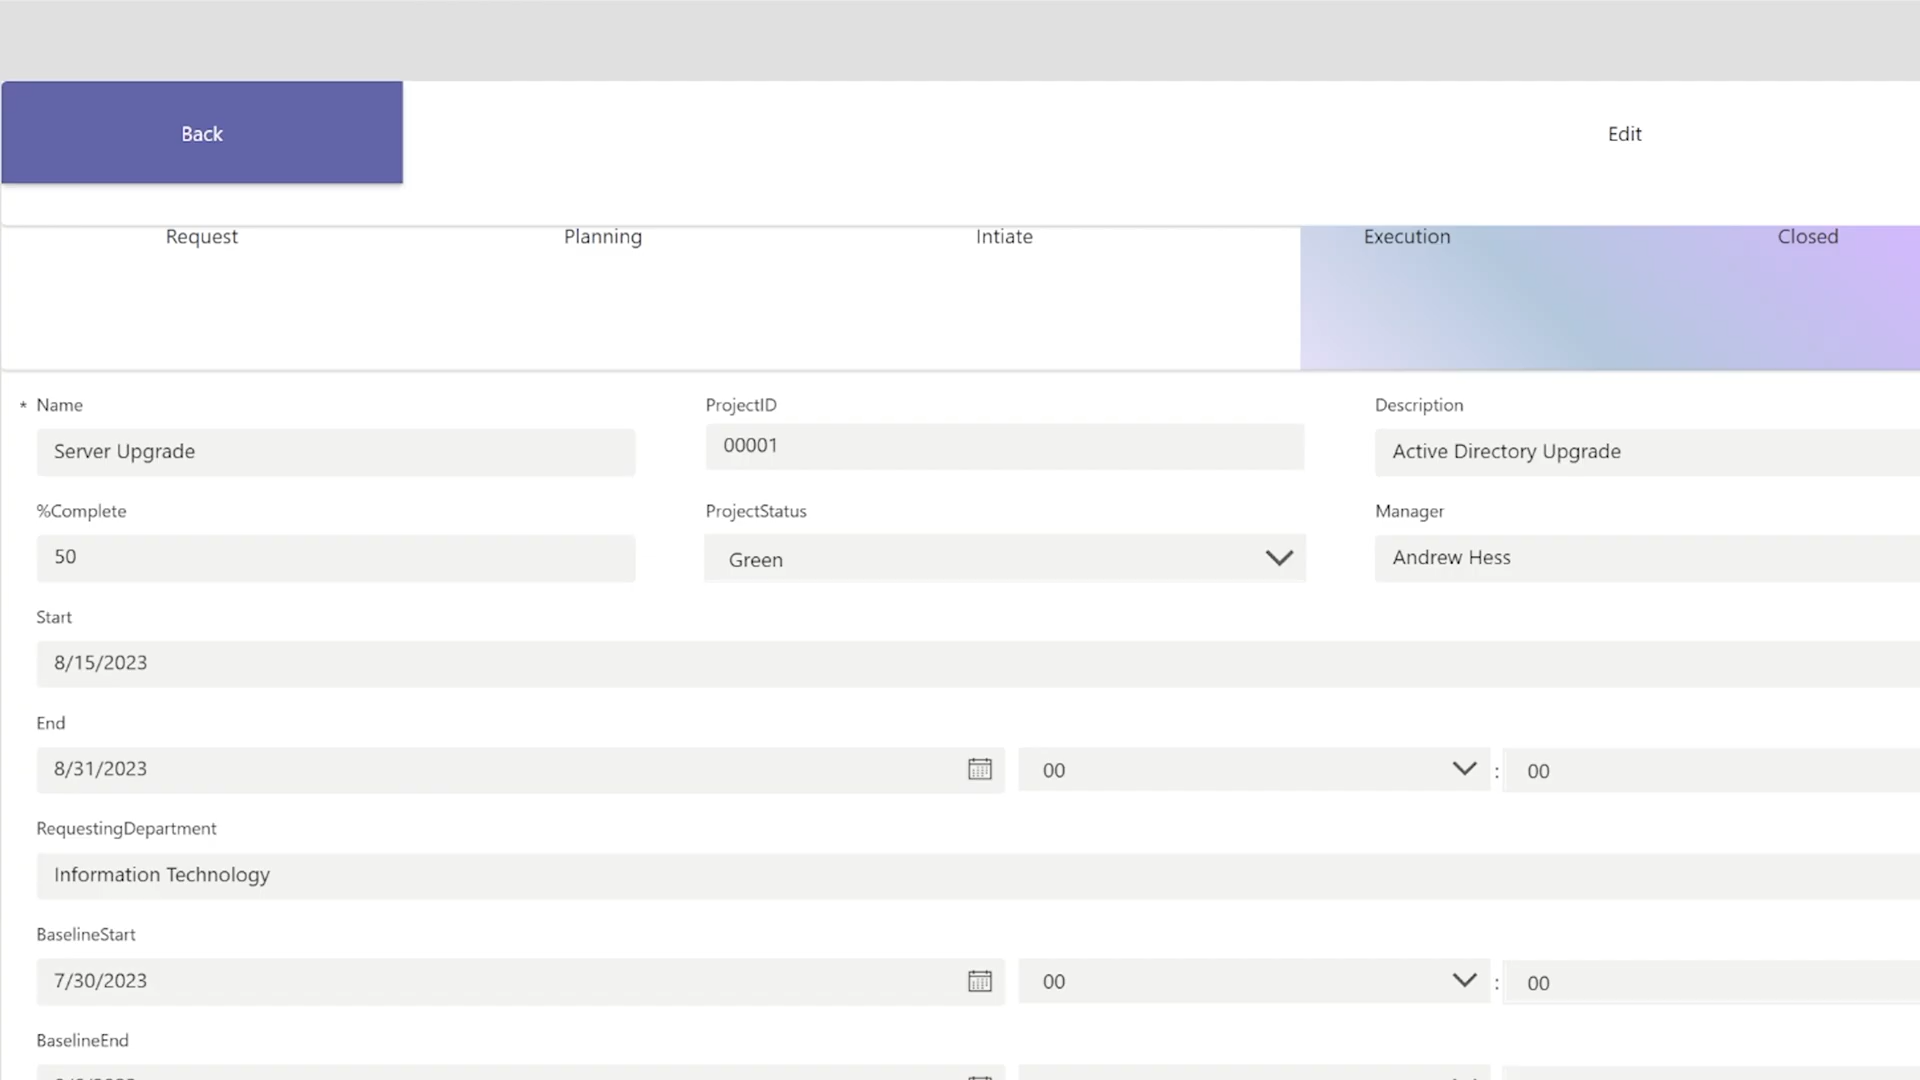 Back
Edit
Request
Planning
Intiate
Execution
Closed
* Name
ProjectID
Description
Server Upgrade
00001
Active Directory Upgrade
%Complete
ProjectStatus
Manager
50
Green
Andrew Hess
Start
8/15/2023
End
8/31/2023
00
:
00
RequestingDepartment
Information Technology
BaselineStart
7/30/2023
00
:
00
BaselineEnd